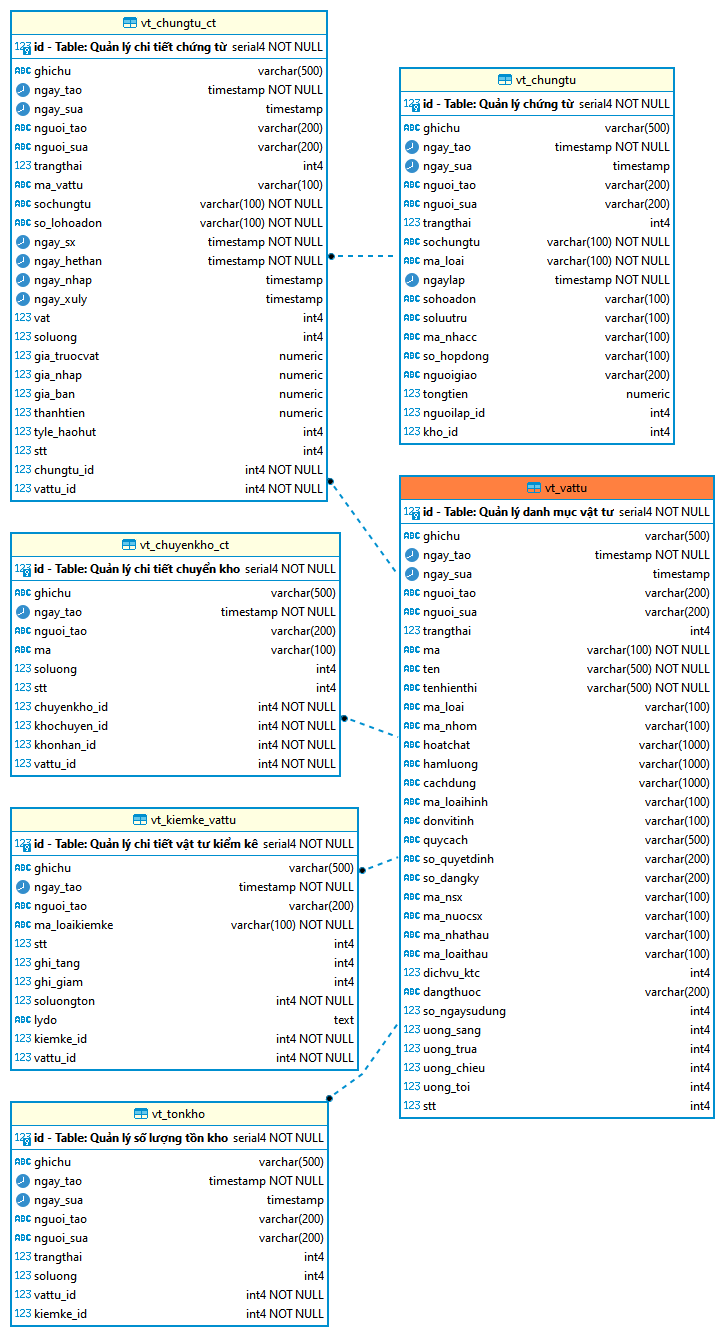 vt_chungtu_ct
123 id - Table: Quản lý chi tiết chứng từ serial4 NOT NULL
ABC ghichu varchar(500)
ngay_tao timestamp NOT NULL
ngay_sua timestamp
ABC nguoi_tao varchar(200)
ABC nguoi_sua varchar(200)
123 trangthai int4
ABC ma_vattu varchar(100)
ABC sochungtu varchar(100) NOT NULL
ABC so_lohoadon varchar(100) NOT NULL
ngay_sx timestamp NOT NULL
ngay_hethan timestamp NOT NULL
ngay_nhap timestamp
ngay_xuly timestamp
123 vat int4
123 soluong int4
123 gia_truocvat numeric
123 gia_nhap numeric
123 gia_ban numeric
123 thanhtien numeric
123 tyle_haohut int4
123 stt int4
123 chungtu_id int4 NOT NULL
123 vattu_id int4 NOT NULL
vt_chungtu
123 id - Table: Quản lý chứng từ serial4 NOT NULL
ABC ghichu varchar(500)
ngay_tao timestamp NOT NULL
ngay_sua timestamp
ABC nguoi_tao varchar(200)
ABC nguoi_sua varchar(200)
123 trangthai int4
ABC sochungtu varchar(100) NOT NULL
ABC ma_loai varchar(100) NOT NULL
ngaylap timestamp NOT NULL
ABC sohoadon varchar(100)
ABC soluutru varchar(100)
ABC ma_nhacc varchar(100)
ABC so_hopdong varchar(100)
ABC nguoigiao varchar(200)
123 tongtien numeric
123 nguoilap_id int4
123 kho_id int4
vt_chuyenkho_ct
123 id - Table: Quản lý chi tiết chuyển kho serial4 NOT NULL
ABC ghichu varchar(500)
ngay_tao timestamp NOT NULL
ABC nguoi_tao varchar(200)
ABC ma varchar(100)
123 soluong int4
123 stt int4
123 chuyenkho_id int4 NOT NULL
123 khochuyen_id int4 NOT NULL
123 khonhan_id int4 NOT NULL
123 vattu_id int4 NOT NULL
vt_vattu
123 id - Table: Quản lý danh mục vật tư serial4 NOT NULL
ABC ghichu varchar(500)
ngay_tao timestamp NOT NULL
ngay_sua timestamp
ABC nguoi_tao varchar(200)
ABC nguoi_sua varchar(200)
123 trangthai int4
ABC ma varchar(100) NOT NULL
ABC ten varchar(500) NOT NULL
ABC tenhienthi varchar(500) NOT NULL
ABC ma_loai varchar(100)
ABC ma_nhom varchar(100)
ABC hoatchat varchar(1000)
ABC hamluong varchar(1000)
ABC cachdung varchar(1000)
ABC ma_loaihinh varchar(100)
ABC donvitinh varchar(100)
ABC quycach varchar(500)
ABC so_quyetdinh varchar(200)
ABC so_dangky varchar(200)
ABC ma_nsx varchar(100)
ABC ma_nuocsx varchar(100)
ABC ma_nhathau varchar(100)
ABC ma_loaithau varchar(100)
123 dichvu_ktc int4
ABC dangthuoc varchar(200)
123 so_ngaysudung int4
123 uong_sang int4
123 uong_trua int4
123 uong_chieu int4
123 uong_toi int4
123 stt int4
vt_kiemke_vattu
123 id - Table: Quản lý chi tiết vật tư kiểm kê serial4 NOT NULL
ABC ghichu varchar(500)
ngay_tao timestamp NOT NULL
ABC nguoi_tao varchar(200)
ABC ma_loaikiemke varchar(100) NOT NULL
123 stt int4
123 ghi_tang int4
123 ghi_giam int4
123 soluongton int4 NOT NULL
ABC lydo text
123 kiemke_id int4 NOT NULL
123 vattu_id int4 NOT NULL
vt_tonkho
123 id - Table: Quản lý số lượng tồn kho serial4 NOT NULL
ABC ghichu varchar(500)
ngay_tao timestamp NOT NULL
ngay_sua timestamp
ABC nguoi_tao varchar(200)
ABC nguoi_sua varchar(200)
123 trangthai int4
123 soluong int4
123 vattu_id int4 NOT NULL
123 kiemke_id int4 NOT NULL